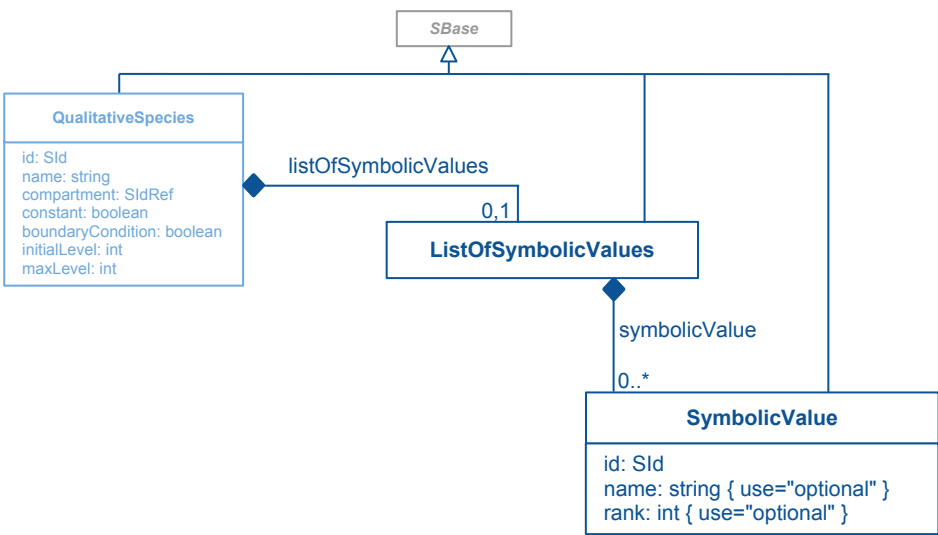 SBase
QualitativeSpecies
id: SId
name: string
compartment: SIdRef
constant: boolean
boundaryCondition: boolean
initialLevel: int
maxLevel: int
listOfSymbolicValues
0,1
ListOfSymbolicValues
symbolicValue
0..*
SymbolicValue
id: SId
name: string { use="optional" }
rank: int { use="optional" }